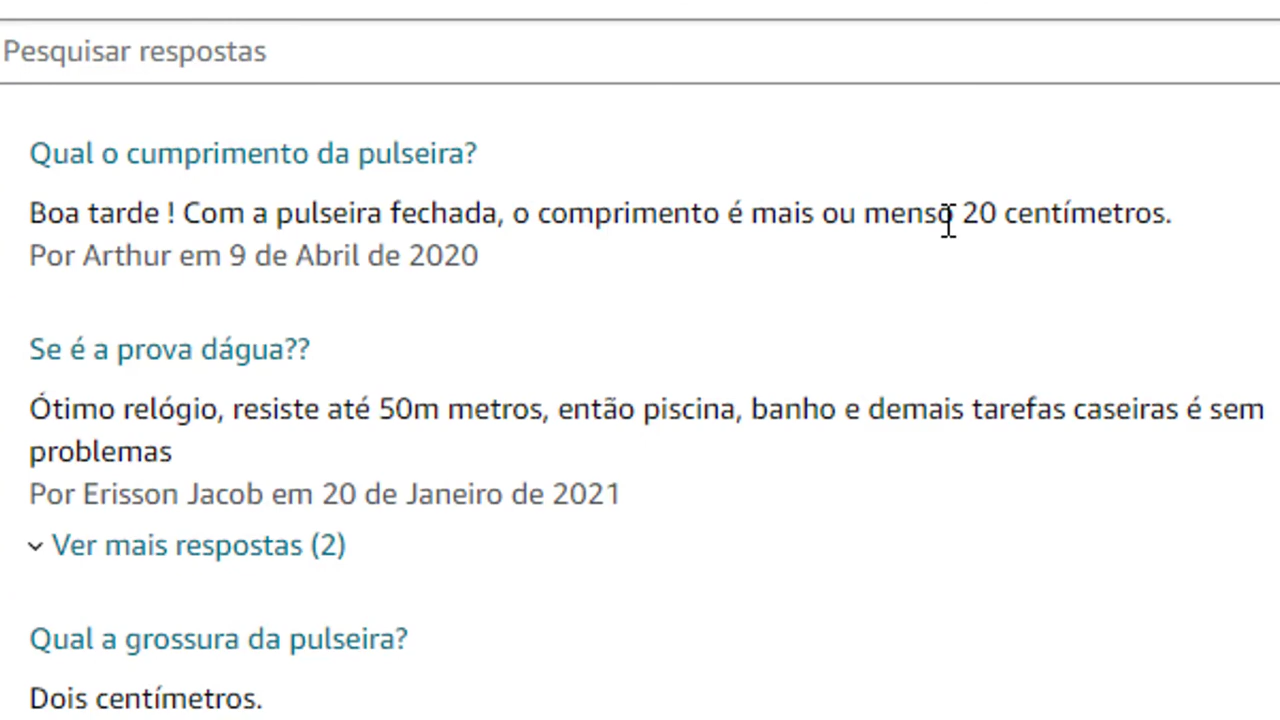 Pesquisar respostas
Qual o cumprimento da pulseira?
Boa tarde ! Com a pulseira fechada, o comprimento é mais ou menso 20 centímetros.
Por Arthur em 9 de Abril de 2020
Se é a prova dágua??
Ótimo relógio, resiste até 50m metros, então piscina, banho e demais tarefas caseiras é sem
problemas
Por Erisson Jacob em 20 de Janeiro de 2021
Ver mais respostas (2)
Qual a grossura da pulseira?
Dois centímetros.